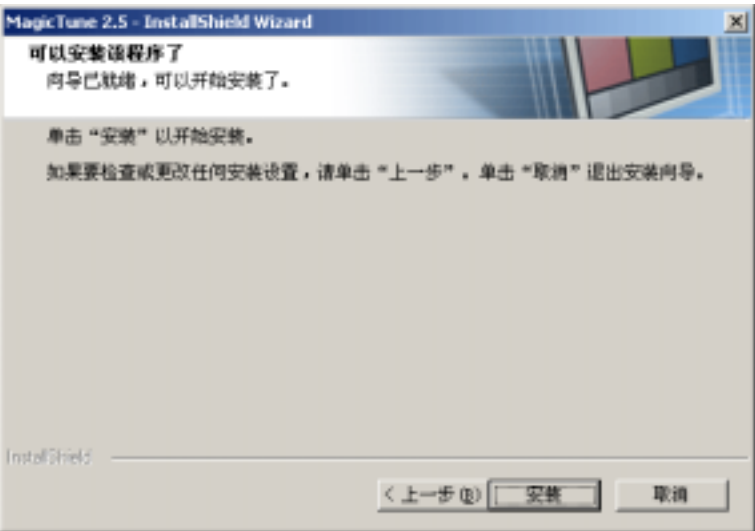 MagicTune 2.5 - InstallShield Wizard
可以安装该程序了
向导已就绪，可以开始安装了。
单击“安装”以开始安装。
如果要检查或更改任何安装设置，请单击“上一步”。单击“取消”退出安装向导。
InstallShield
< 上一步(B)
安装
取消